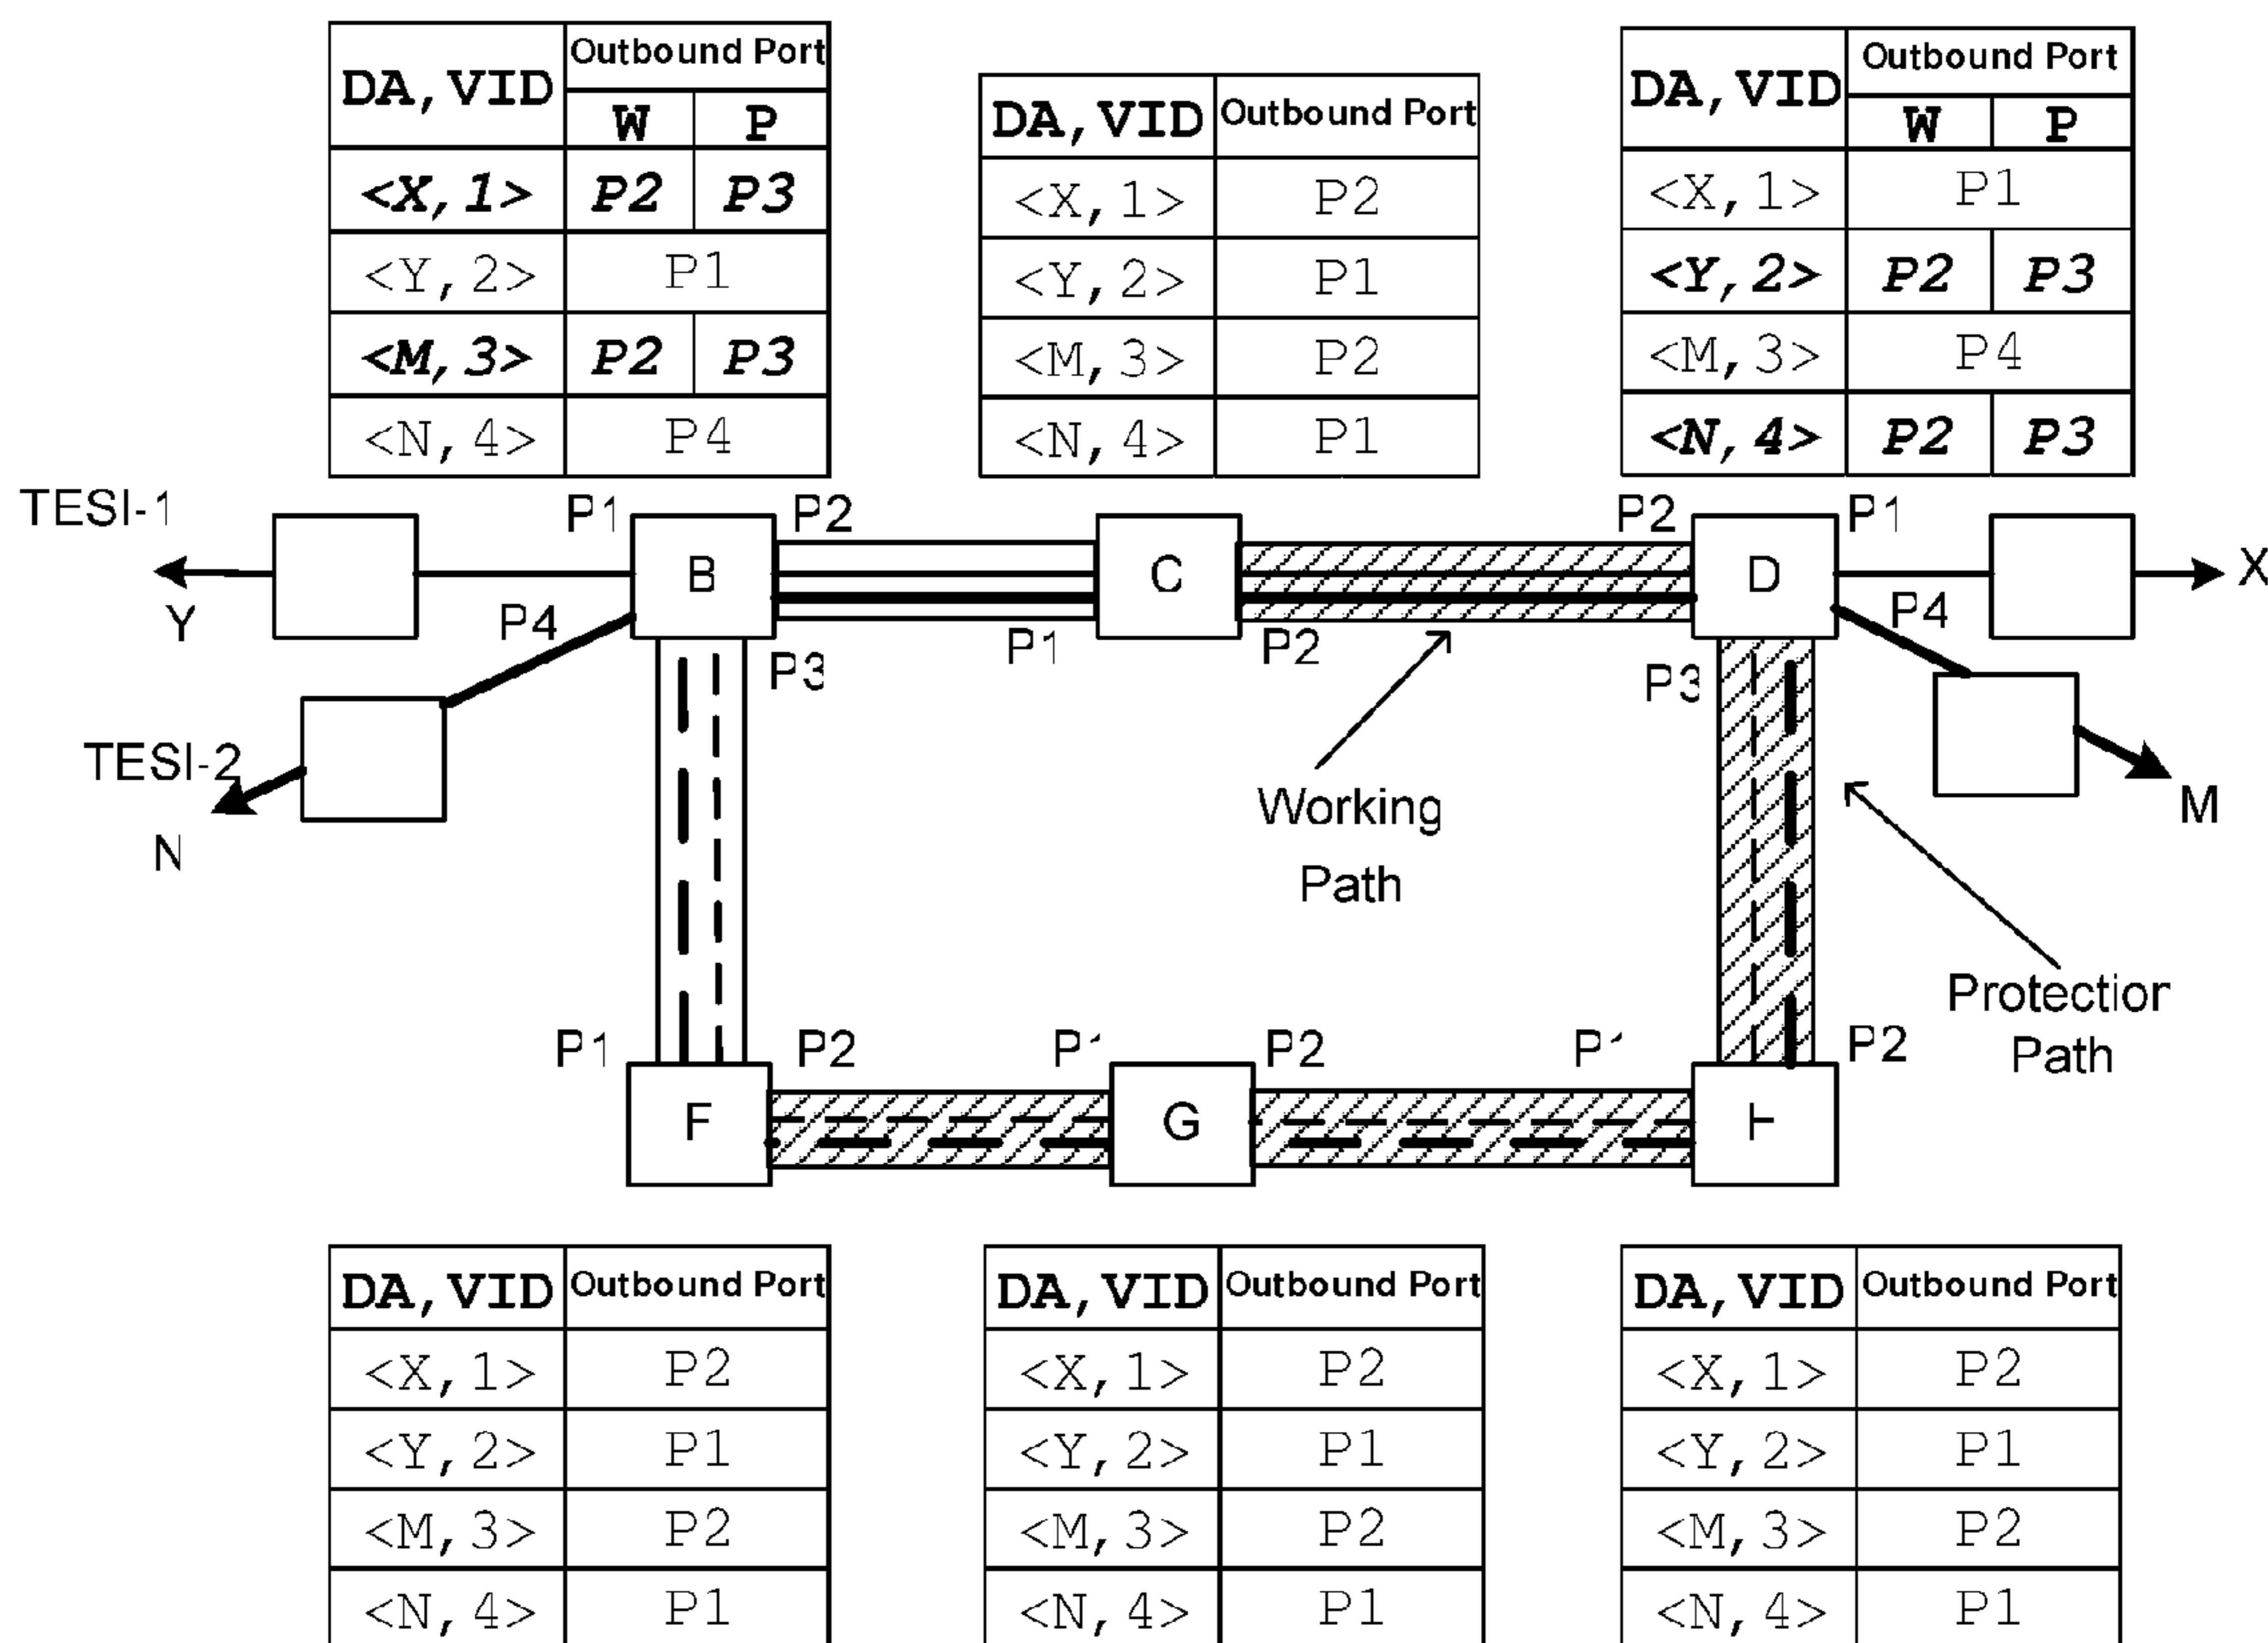 DA,VID Outbound Port
W P
<X,1> P2 P3
<Y,2> P1
<M,3> P2 P3
<N,4> P4
DA,VID Outbound Port
<X,1> P2
<Y,2> P1
<M,3> P2
<N,4> P1
DA,VID Outbound Port
W P
<X,1> P1
<Y,2> P2 P3
<M,3> P4
<N,4> P2 P3
TESI-1 P1 P2 P2 P1
B C D X
Y P4 P1 P2 P4
P3 P3
TESI-2
N
Working
Path
M
Protection
Path
P1 P2 P1 P2 P1 P2
F G
DA,VID Outbound Port
<X,1> P2
<Y,2> P1
<M,3> P2
<N,4> P1
DA,VID Outbound Port
<X,1> P2
<Y,2> P1
<M,3> P2
<N,4> P1
DA,VID Outbound Port
<X,1> P2
<Y,2> P1
<M,3> P2
<N,4> P1